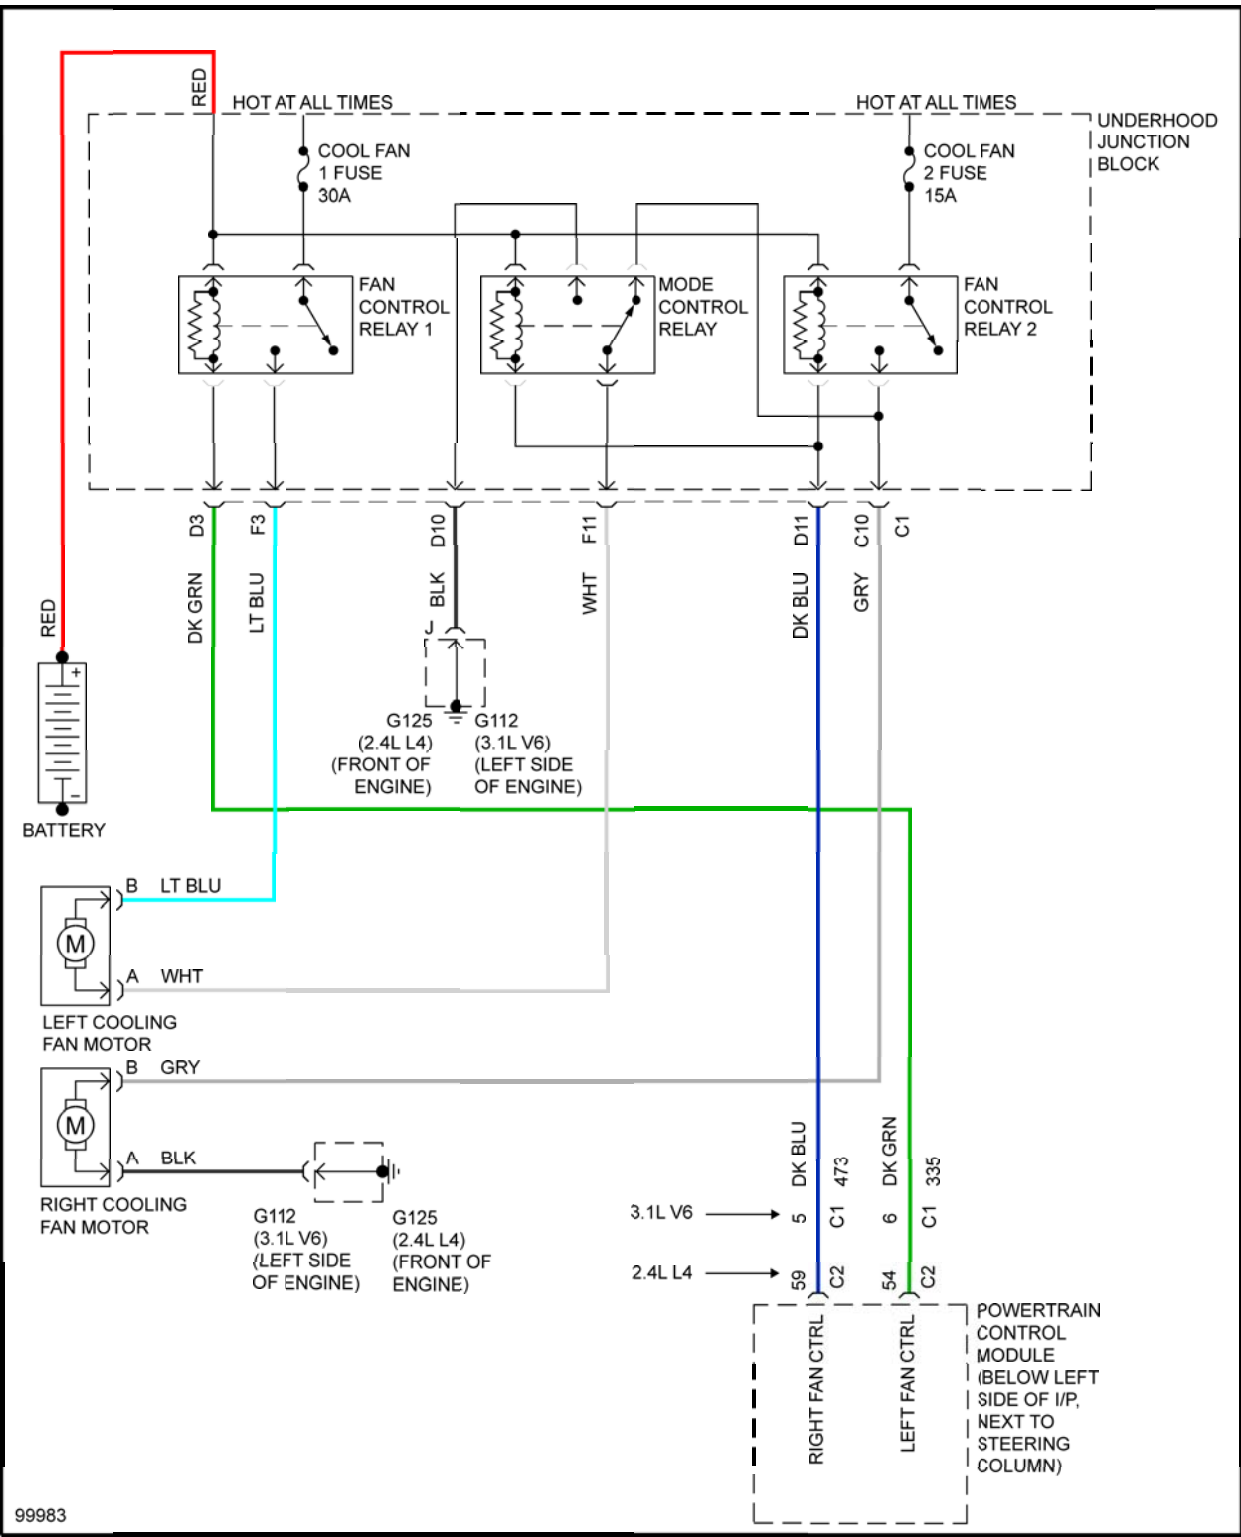 RED
HOT AT ALL TIMES
HOT AT ALL TIMES
UNDERHOOD
JUNCTION
BLOCK
COOL FAN
1 FUSE
30A
COOL FAN
2 FUSE
15A
FAN
CONTROL
RELAY 1
MODE
CONTROL
RELAY
FAN
CONTROL
RELAY 2
D3
F3
D10
F11
D11
C10
C1
DK GRN
LT BLU
BLK
WHT
DK BLU
GRY
RED
J
+
−
BATTERY
G125
(2.4L L4)
(FRONT OF
ENGINE)
G112
(3.1L V6)
(LEFT SIDE
OF ENGINE)
B LT BLU
M
A WHT
LEFT COOLING
FAN MOTOR
B GRY
M
A BLK
RIGHT COOLING
FAN MOTOR
G112
(3.1L V6)
(LEFT SIDE
OF ENGINE)
G125
(2.4L L4)
(FRONT OF
ENGINE)
DK BLU
473
DK GRN
335
3.1L V6
5
C1
6
C1
2.4L L4
59
C2
54
C2
RIGHT FAN CTRL
LEFT FAN CTRL
POWERTRAIN
CONTROL
MODULE
(BELOW LEFT
SIDE OF I/P,
NEXT TO
STEERING
COLUMN)
99983